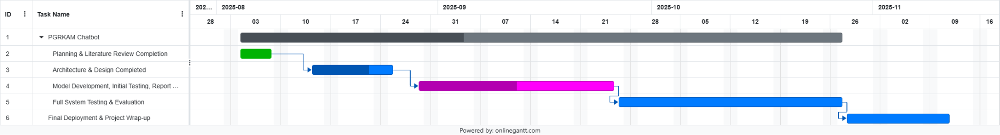 ID Task Name 202... 2025-08 2025-09 2025-10 2025-11
28 03 10 17 24 31 07 14 21 28 05 12 19 26 02 09 16
1 PGRKAM Chatbot
2 Planning & Literature Review Completion
3 Architecture & Design Completed
4 Model Development, Initial Testing, Report ...
5 Full System Testing & Evaluation
6 Final Deployment & Project Wrap-up
Powered by: onlinegantt.com